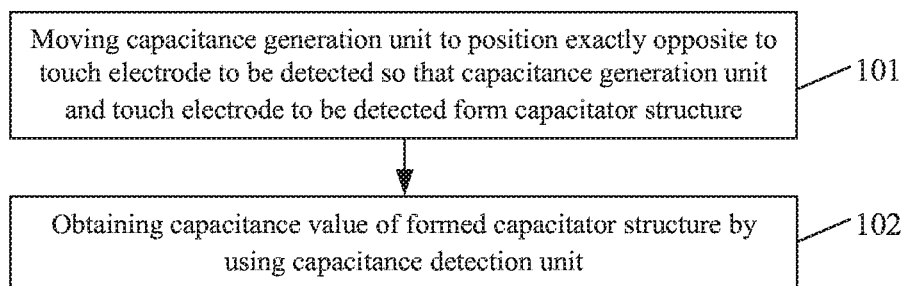 Moving capacitance generation unit to position exactly opposite to
touch electrode to be detected so that capacitance generation unit
and touch electrode to be detected form capacitator structure
101
Obtaining capacitance value of formed capacitator structure by
using capacitance detection unit
102